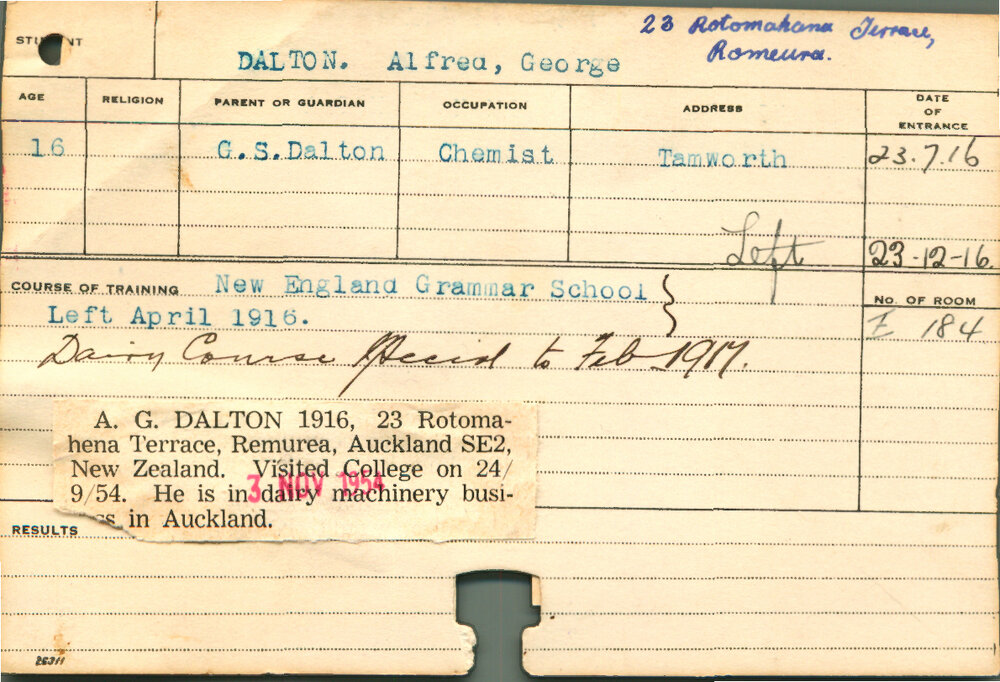 23 Rotomahana Terrace,
Romeura.
STUDENT
DALTON. Alfred, George
AGE RELIGION PARENT OR GUARDIAN OCCUPATION ADDRESS DATE OF ENTRANCE
16 G.S.Dalton Chemist Tamworth 23.7.16
Left 23-12-16.
COURSE OF TRAINING New England Grammar School
Left April 1916.
No. OF ROOM
E 184
Dairy Course to Feb 1917.
A. G. DALTON 1916, 23 Rotoma-
hena Terrace, Remurea, Auckland SE2,
New Zealand. Visited College on 24/
9/54. He is in dairy machinery busi-
ss in Auckland.
3 NOV 1954
RESULTS
26311